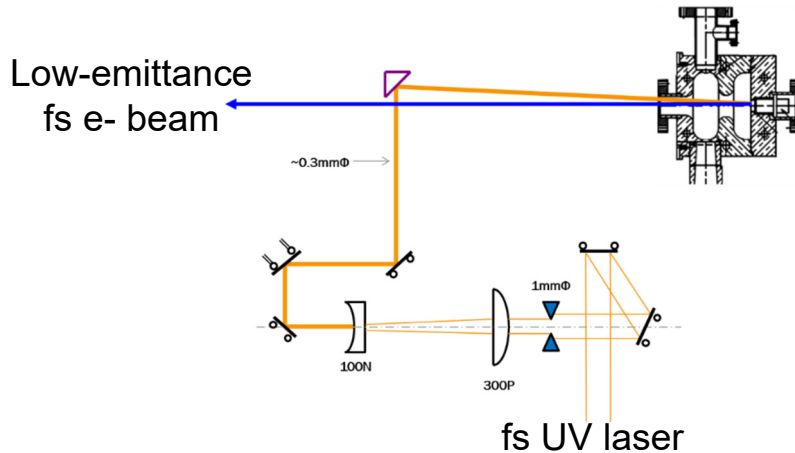 Low-emittance
fs e- beam
~0.3mmΦ
1mmΦ
100N
300P
fs UV laser